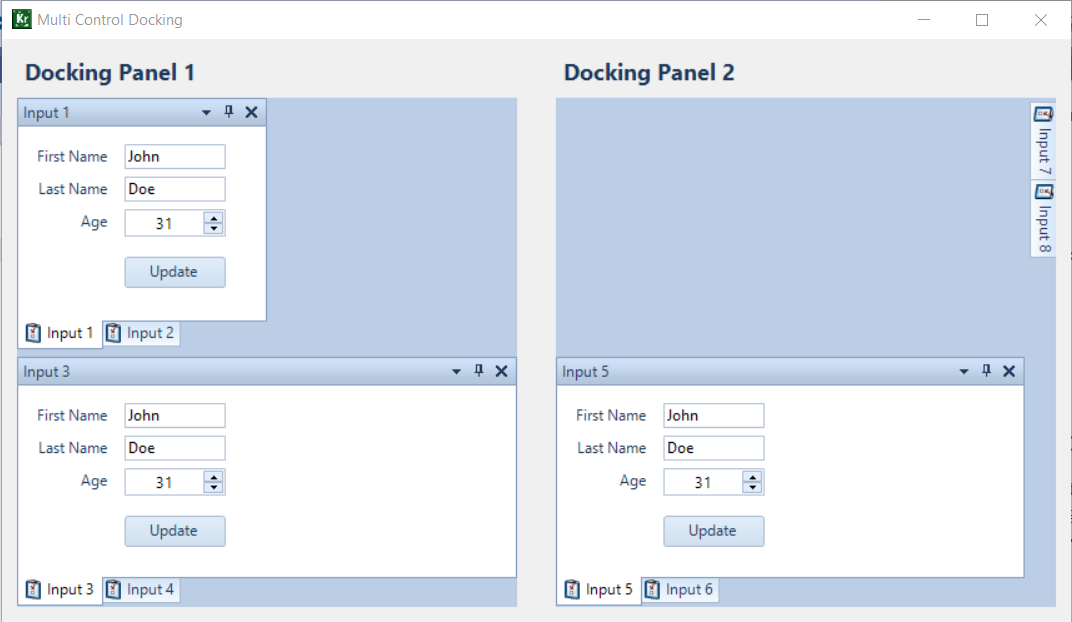 Kr Multi Control Docking
Docking Panel 1
Input 1
First Name John
Last Name Doe
Age 31
Update
Input 1 Input 2
Input 3
First Name John
Last Name Doe
Age 31
Update
Input 3 Input 4
Docking Panel 2
Input 7
Input 8
Input 5
First Name John
Last Name Doe
Age 31
Update
Input 5 Input 6